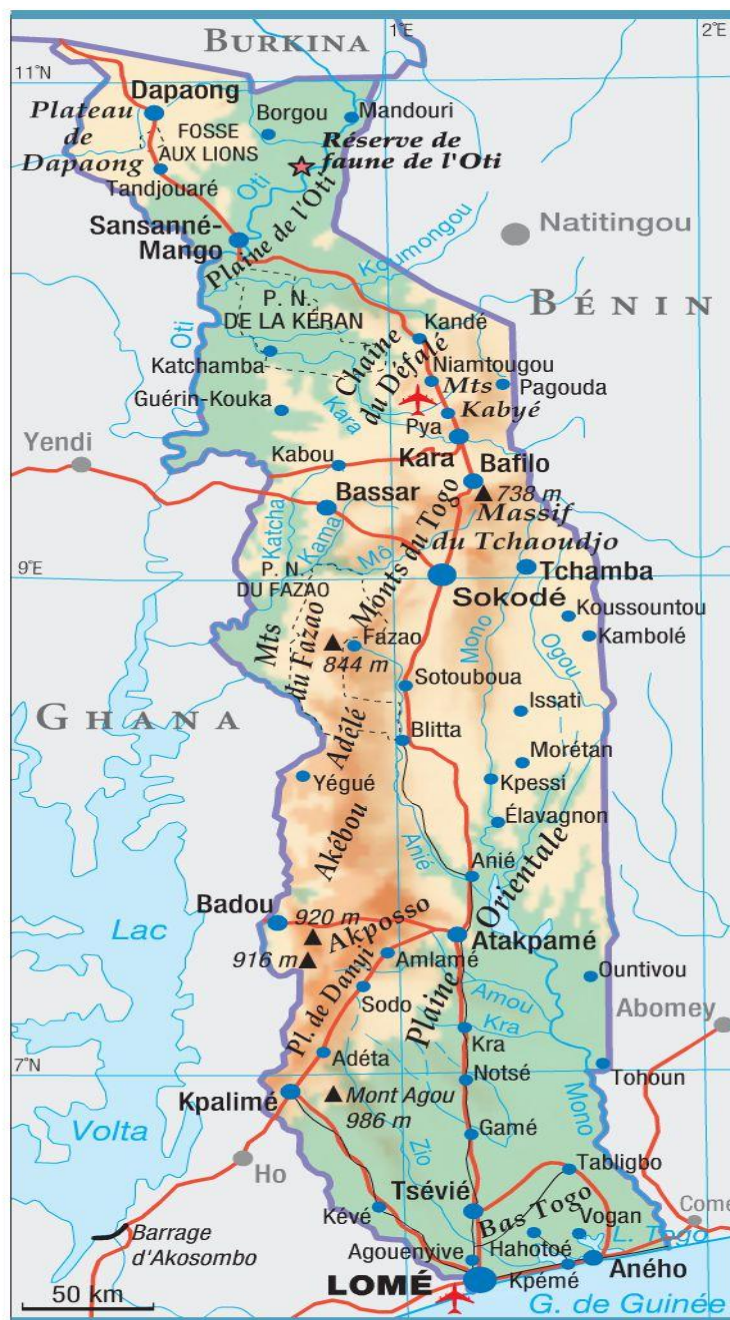 BURKINA
1°E
2°E
11°N
Dapaong
Borgou
Mandouri
Plateau
de
Dapaong
FOSSE
AUX LIONS
Réserve de
faune de l'Oti
Tandjouaré
Oti
Sansanné-
Mango
Plaine de l'Oti
Koumongou
Natitingou
BÉNIN
P. N.
DE LA KÉRAN
Oti
Kandé
Katchamba
Chaîne
du Défalé
Niamtougou
Mts
Kabyé
Pagouda
Guérin-Kouka
Kara
Pya
Yendi
Kabou
Kara
Bafilo
738 m
Bassar
Massif
du Tchaoudjo
Katcha
Kama
Mô
Monts du Togo
9°E
P. N.
DU FAZAO
Sokodé
Tchamba
Koussountou
Kambolé
Mts
du Fazao
Fazao
844 m
Mono
Ogou
Sotouboua
Issati
GHANA
Adélé
Blitta
Morétan
Yégué
Kpessi
Élavagnon
Akébou
Anié
Anié
Orientale
Badou
920 m
Akposso
Atakpamé
Lac
916 m
Amlamé
Ountivou
Pl. de Danyi
Sodo
Plaine
Amou
Kra
Abomey
Kra
Adéta
7°N
Notsé
Tohoun
Kpalimé
Mont Agou
986 m
Mono
Volta
Gamé
Zio
Ho
Tabligbo
Tsévié
Bas Togo
Kévé
Vogan
Come
L. Togo
Barrage
d'Akosombo
Agouenyive
Hahotoé
Aného
LOMÉ
Kpémé
50 km
G. de Guinée